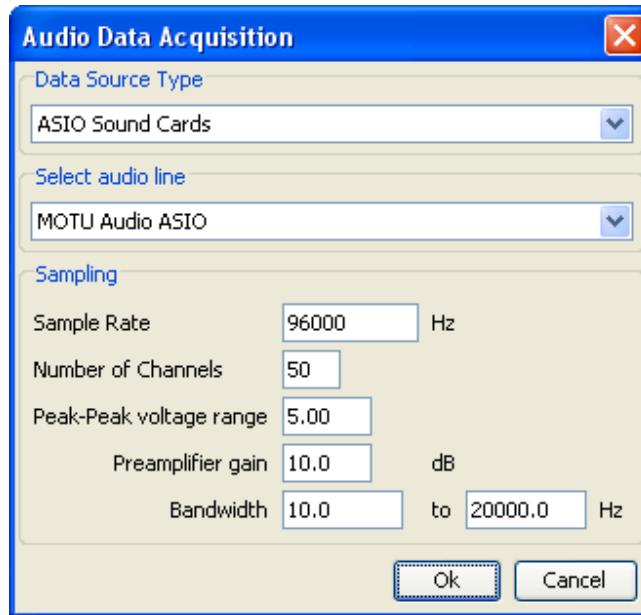 Audio Data Acquisition
Data Source Type
ASIO Sound Cards
Select audio line
MOTU Audio ASIO
Sampling
Sample Rate 96000 Hz
Number of Channels 50
Peak-Peak voltage range 5.00
Preamplifier gain 10.0 dB
Bandwidth 10.0 to 20000.0 Hz
Ok Cancel